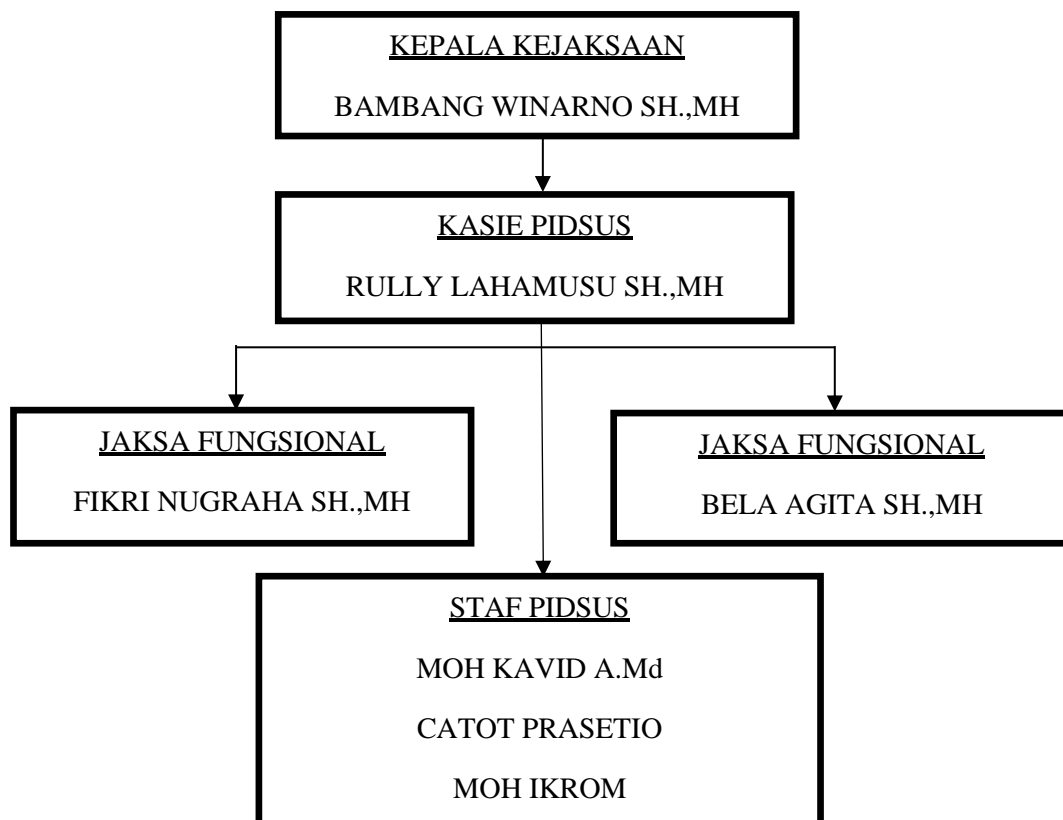 KEPALA KEJAKSAAN
BAMBANG WINARNO SH.,MH
KASIE PIDSUS
RULLY LAHAMUSU SH.,MH
JAKSA FUNGSIONAL
FIKRI NUGRAHA SH.,MH
JAKSA FUNGSIONAL
BELA AGITA SH.,MH
STAF PIDSUS
MOH KAVID A.Md
CATOT PRASETIO
MOH IKROM